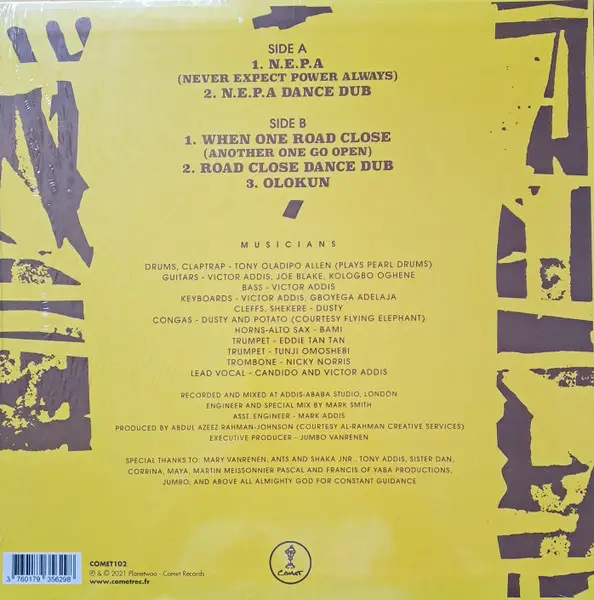 SIDE A
1. N.E.P.A
(NEVER EXPECT POWER ALWAYS)
2. N.E.P.A DANCE DUB
SIDE B
1. WHEN ONE ROAD CLOSE
(ANOTHER ONE GO OPEN)
2. ROAD CLOSE DANCE DUB
3. OLOKUN
MUSICIANS
DRUMS, CLAPTRAP - TONY OLADIPO ALLEN (PLAYS PEARL DRUMS)
GUITARS - VICTOR ADDIS, JOE BLAKE, KOLOGBO OGHENE
BASS - VICTOR ADDIS
KEYBOARDS - VICTOR ADDIS, GBOYEGA ADELAJA
CLEFFS, SHEKERE - DUSTY
CONGAS - DUSTY AND POTATO (COURTESY FLYING ELEPHANT)
HORNS-ALTO SAX - BAMI
TRUMPET - EDDIE TAN TAN
TRUMPET - TUNJI OMOSHEBI
TROMBONE - NICKY NORRIS
LEAD VOCAL - CANDIDO AND VICTOR ADDIS
RECORDED AND MIXED AT ADDIS-ABABA STUDIO, LONDON
ENGINEER AND SPECIAL MIX BY MARK SMITH
ASST. ENGINEER - MARK ADDIS
PRODUCED BY ABDUL AZEEZ RAHMAN-JOHNSON (COURTESY AL-RAHMAN CREATIVE SERVICES)
EXECUTIVE PRODUCER - JUMBO VANRENEN
SPECIAL THANKS TO: MARY VANRENEN, ANTS AND SHAKA JNR.. TONY ADDIS, SISTER DAN,
CORRINA, MAYA, MARTIN MEISSONNIER PASCAL AND FRANCIS OF YABA PRODUCTIONS,
JUMBO, AND ABOVE ALL ALMIGHTY GOD FOR CONSTANT GUIDANCE
COMET102
℗ & © 2021 Planetwoo - Comet Records
www.cometrec.fr
3 760179 356298
COMET